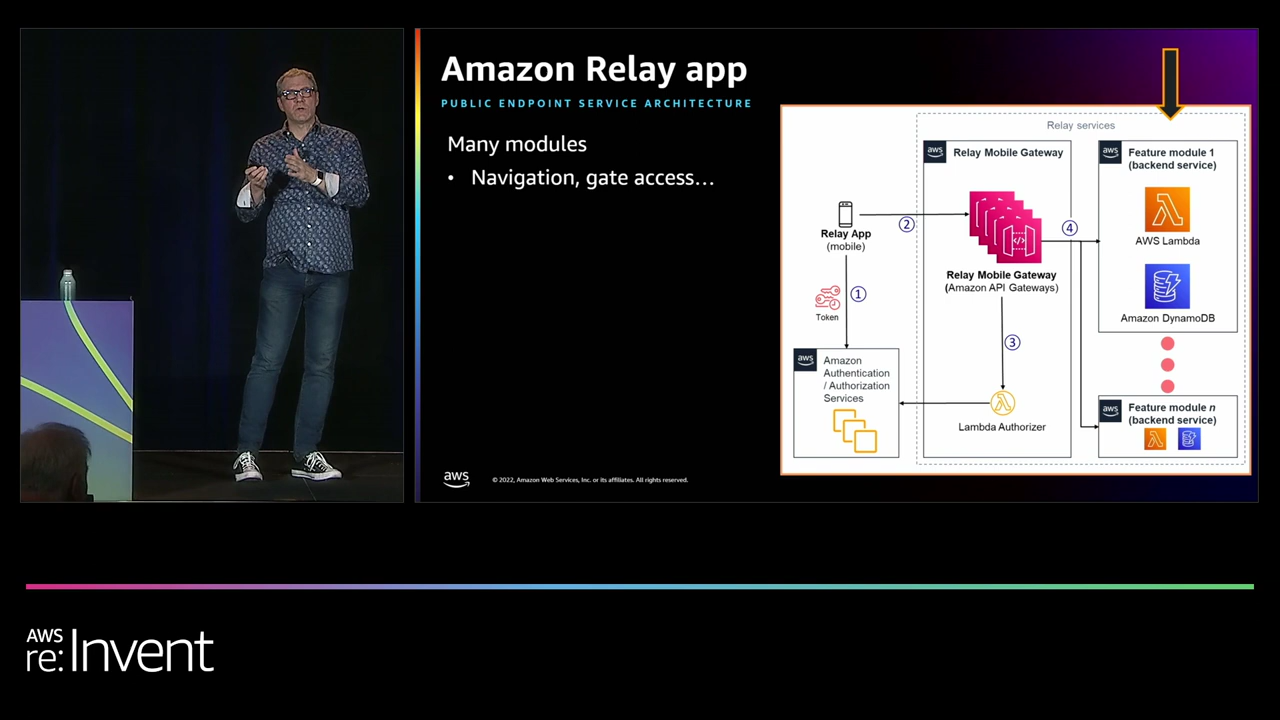 Amazon Relay app
PUBLIC ENDPOINT SERVICE ARCHITECTURE
Many modules
• Navigation, gate access...
Relay services
aws
Relay Mobile Gateway
aws
Feature module 1
(backend service)
Relay App
(mobile)
2
4
AWS Lambda
Relay Mobile Gateway
(Amazon API Gateways)
Token
1
Amazon DynamoDB
3
aws
Amazon
Authentication
/ Authorization
Services
Lambda Authorizer
aws
Feature module n
(backend service)
aws
© 2022, Amazon Web Services, Inc. or its affiliates. All rights reserved.
AWS
re:Invent